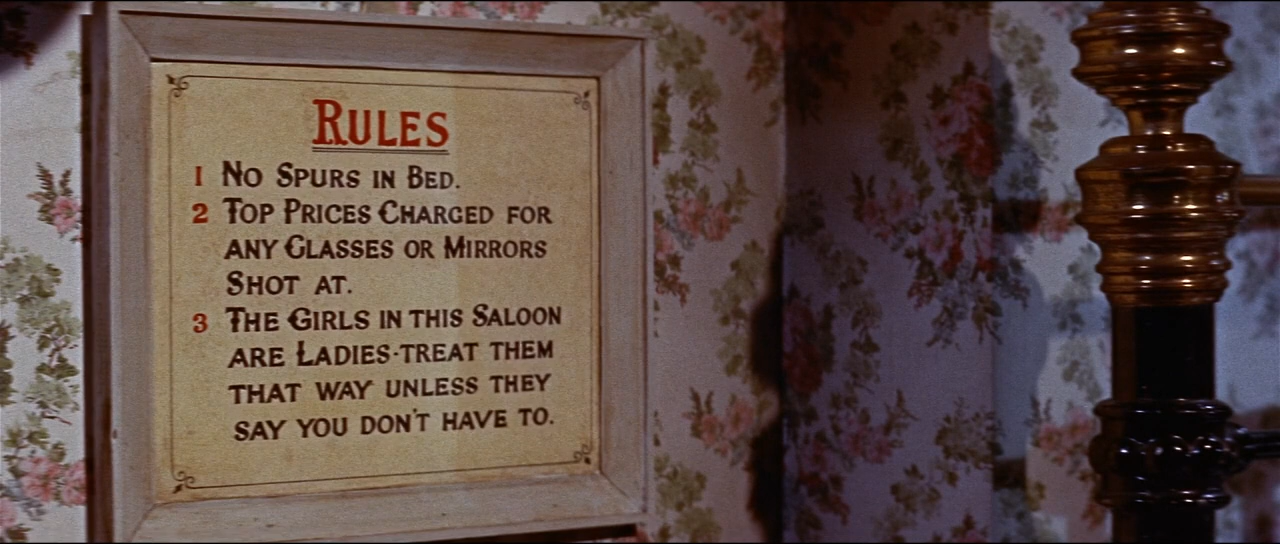 RULES
1 NO SPURS IN BED.
2 TOP PRICES CHARGED FOR
ANY GLASSES OR MIRRORS
SHOT AT.
3 THE GIRLS IN THIS SALOON
ARE LADIES-TREAT THEM
THAT WAY UNLESS THEY
SAY YOU DON'T HAVE TO.